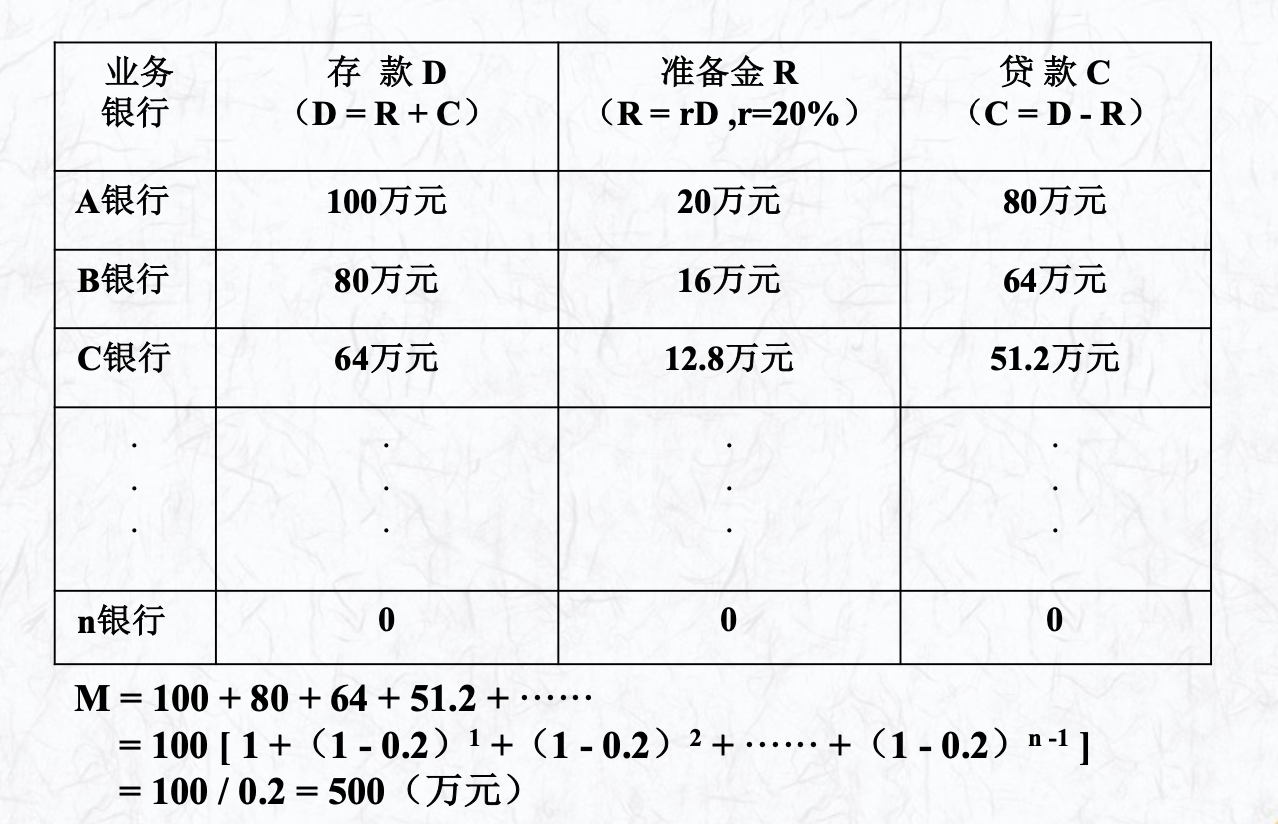 业务 存 款 D 准备金 R 贷 款 C
银行 （D = R + C） （R = rD ,r=20%） （C = D - R）
A银行 100万元 20万元 80万元
B银行 80万元 16万元 64万元
C银行 64万元 12.8万元 51.2万元
. . . .
. . . .
. . . .
n银行 0 0 0
M = 100 + 80 + 64 + 51.2 + ······
= 100 [ 1 +（1 - 0.2）¹ +（1 - 0.2）² + ······ +（1 - 0.2）ⁿ ⁻¹ ]
= 100 / 0.2 = 500（万元）